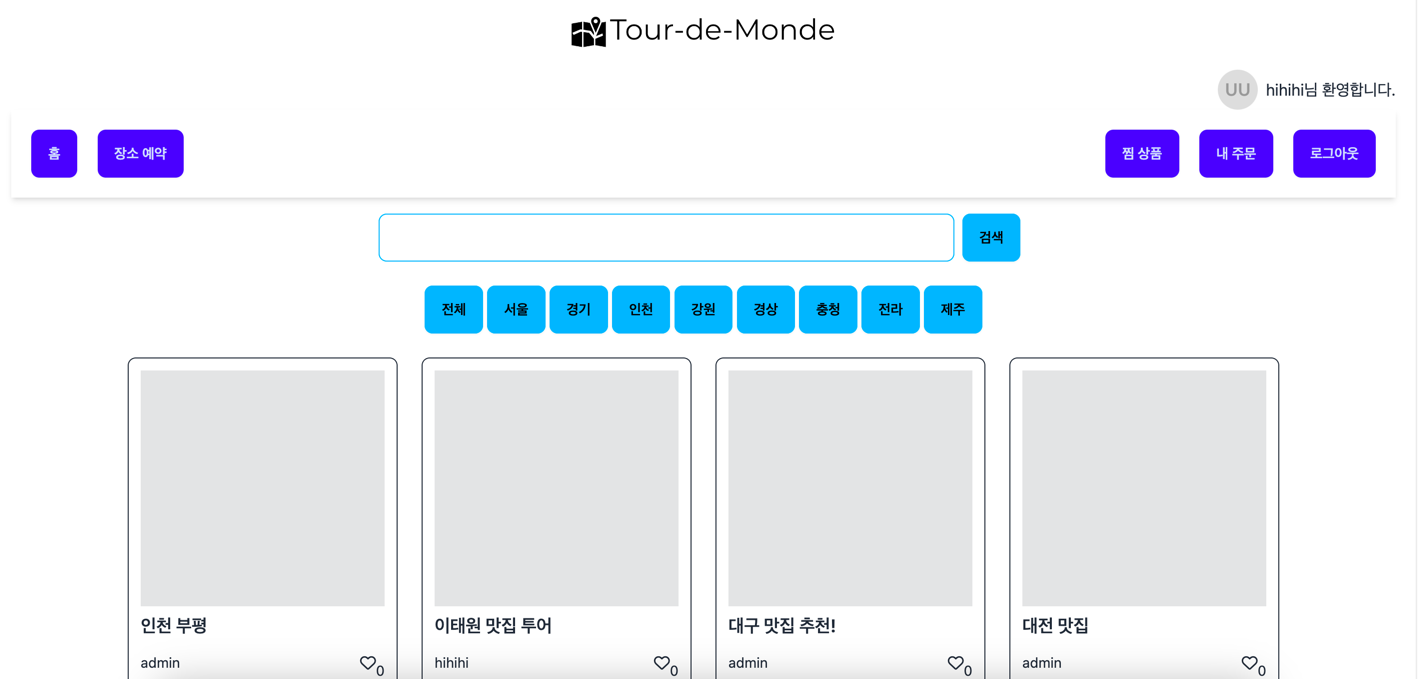 Tour-de-Monde
UU hihihi님 환영합니다.
홈 장소 예약 찜 상품 내 주문 로그아웃
검색
전체 서울 경기 인천 강원 경상 충청 전라 제주
인천 부평 이태원 맛집 투어 대구 맛집 추천! 대전 맛집
admin 0 hihihi 0 admin 0 admin 0